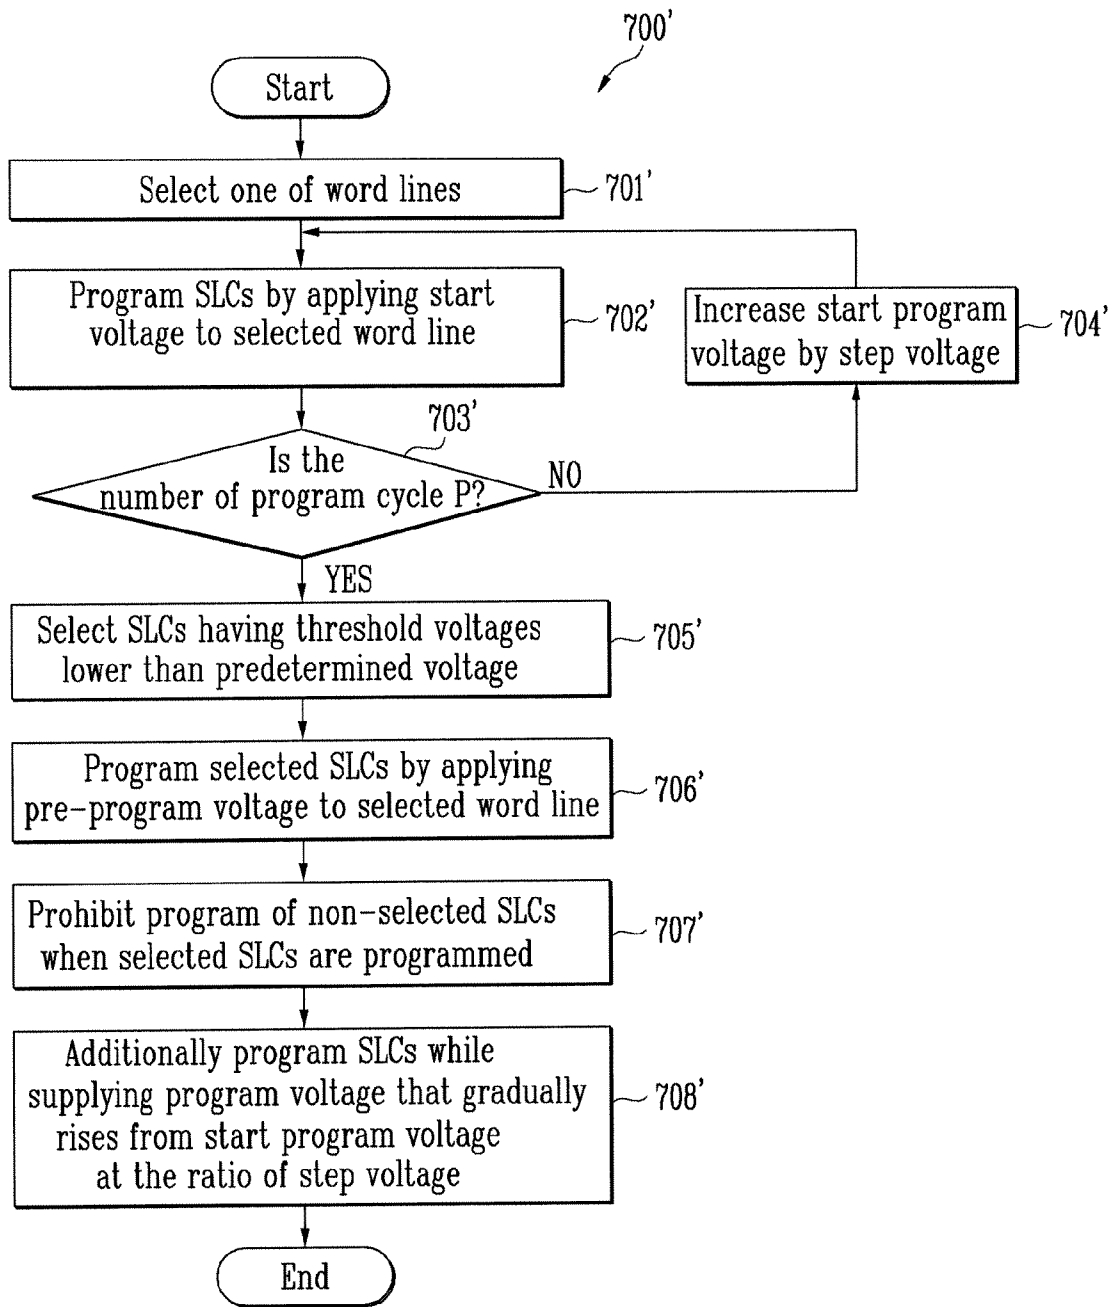 700'
Start
Select one of word lines
701'
Program SLCs by applying start
voltage to selected word line
702'
Increase start program
voltage by step voltage
704'
703'
Is the
number of program cycle P?
NO
YES
Select SLCs having threshold voltages
lower than predetermined voltage
705'
Program selected SLCs by applying
pre-program voltage to selected word line
706'
Prohibit program of non-selected SLCs
when selected SLCs are programmed
707'
Additionally program SLCs while
supplying program voltage that gradually
rises from start program voltage
at the ratio of step voltage
708'
End